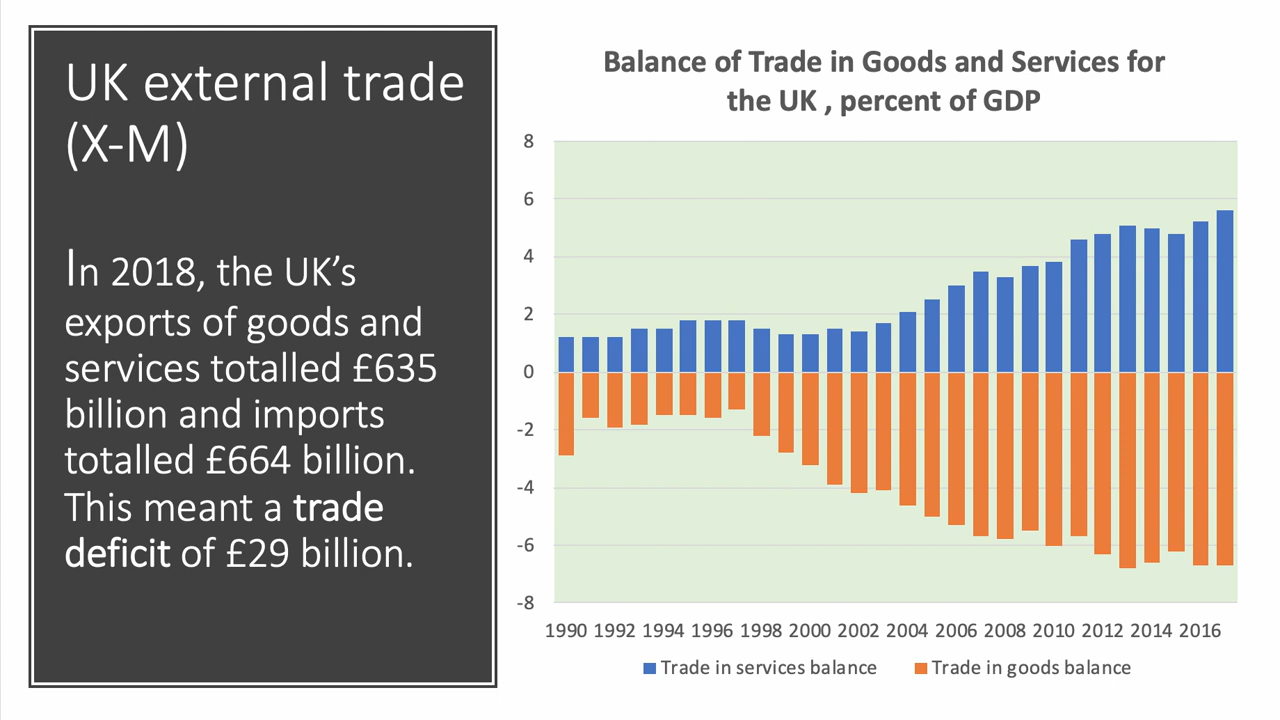 UK external trade
(X-M)
In 2018, the UK’s
exports of goods and
services totalled £635
billion and imports
totalled £664 billion.
This meant a trade
deficit of £29 billion.
Balance of Trade in Goods and Services for
the UK , percent of GDP
8
6
4
2
0
-2
-4
-6
-8
1990 1992 1994 1996 1998 2000 2002 2004 2006 2008 2010 2012 2014 2016
Trade in services balance Trade in goods balance